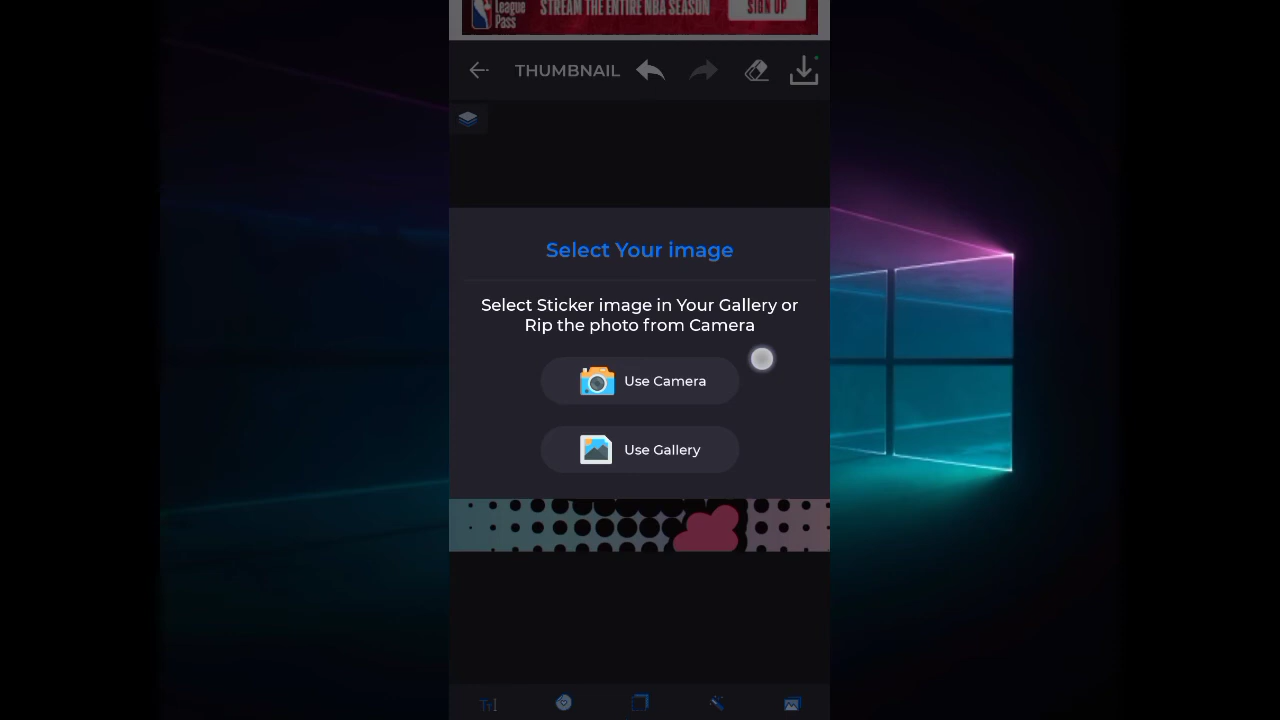 League
Pass
STREAM THE ENTIRE NBA SEASON
SIGN UP
THUMBNAIL
Select Your image
Select Sticker image in Your Gallery or
Rip the photo from Camera
Use Camera
Use Gallery